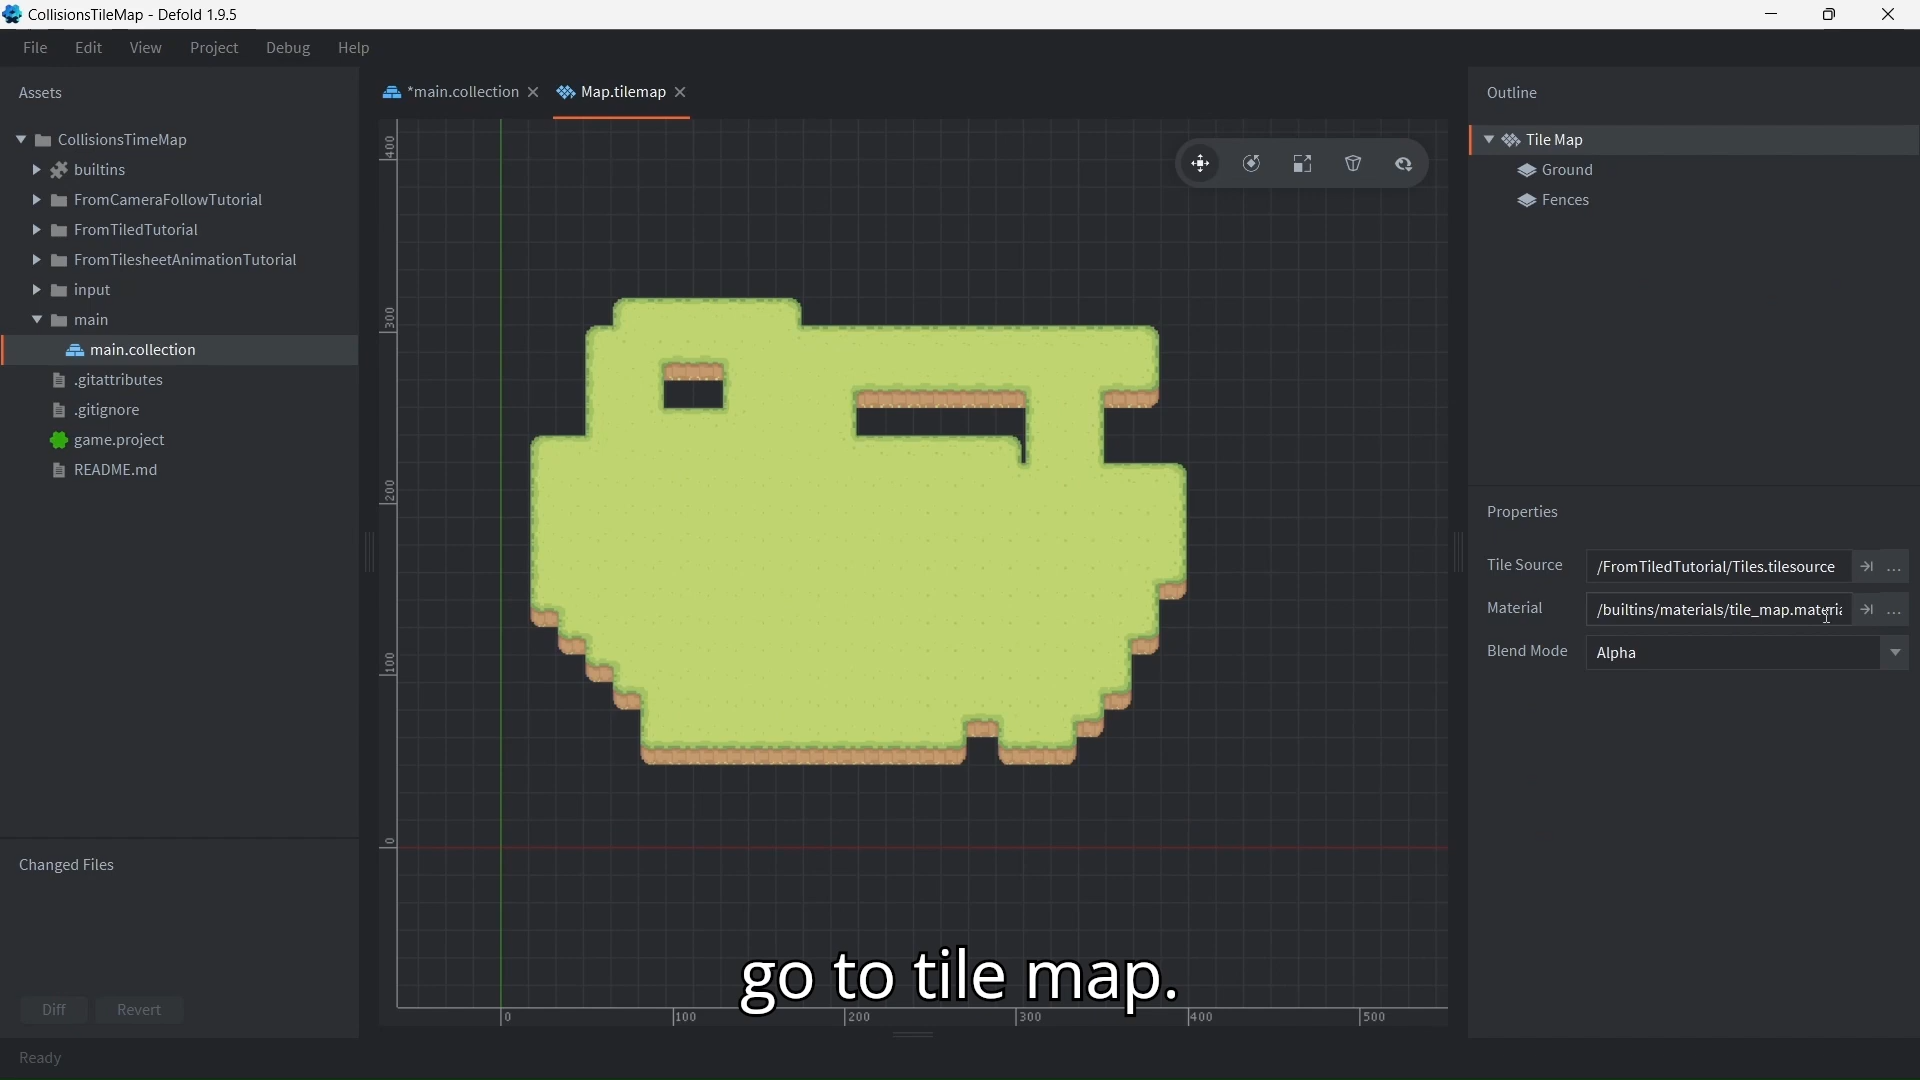 CollisionsTileMap - Defold 1.9.5
File Edit View Project Debug Help
Assets
CollisionsTimeMap
builtins
FromCameraFollowTutorial
FromTiledTutorial
FromTilesheetAnimationTutorial
input
main
main.collection
.gitattributes
.gitignore
game.project
README.md
Changed Files
Diff Revert
Ready
*main.collection Map.tilemap
400
300
200
100
0
0 100 200 300 400 500
go to tile map.
Outline
Tile Map
Ground
Fences
Properties
Tile Source /FromTiledTutorial/Tiles.tilesource ...
Material /builtins/materials/tile_map.materia ...
Blend Mode Alpha